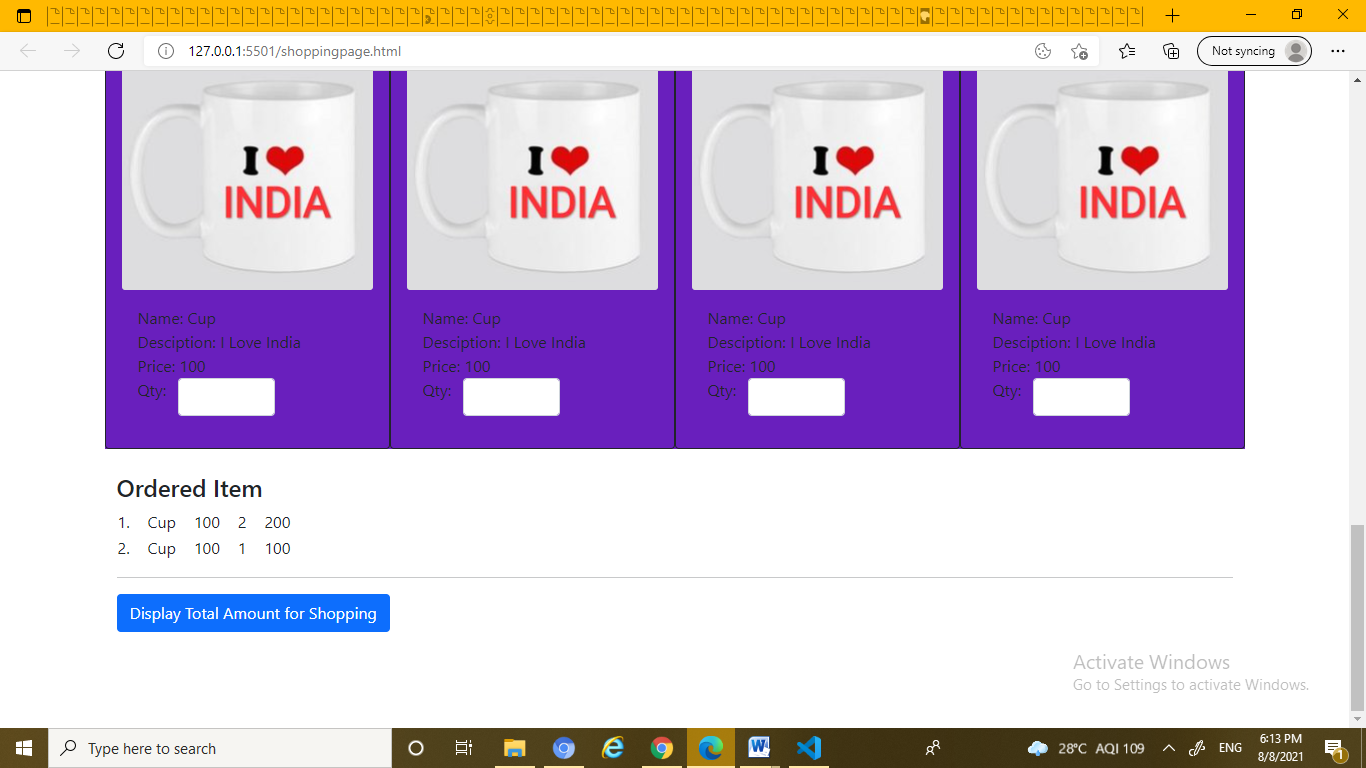 127.0.0.1:5501/shoppingpage.html
Not syncing
I ❤ INDIA
I ❤ INDIA
I ❤ INDIA
I ❤ INDIA
Name: Cup
Desciption: I Love India
Price: 100
Qty:
Name: Cup
Desciption: I Love India
Price: 100
Qty:
Name: Cup
Desciption: I Love India
Price: 100
Qty:
Name: Cup
Desciption: I Love India
Price: 100
Qty:
Ordered Item
1. Cup 100 2 200
2. Cup 100 1 100
Display Total Amount for Shopping
Activate Windows
Go to Settings to activate Windows.
Type here to search
28°C AQI 109
ENG
6:13 PM
8/8/2021
1